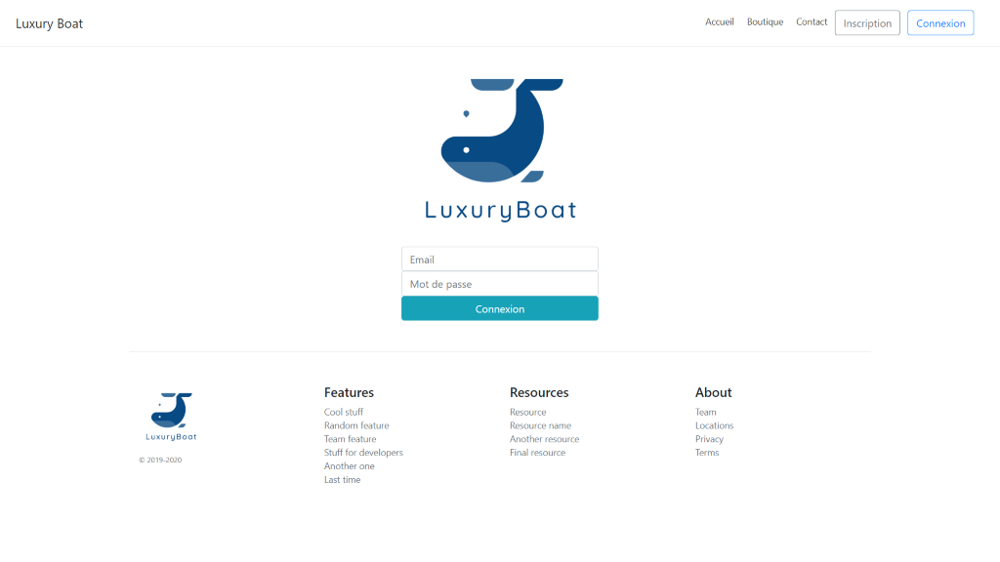 Luxury Boat
Accueil Boutique Contact Inscription Connexion
LuxuryBoat
Email
Mot de passe
Connexion
LuxuryBoat
© 2019-2020
Features
Cool stuff
Random feature
Team feature
Stuff for developers
Another one
Last time
Resources
Resource
Resource name
Another resource
Final resource
About
Team
Locations
Privacy
Terms